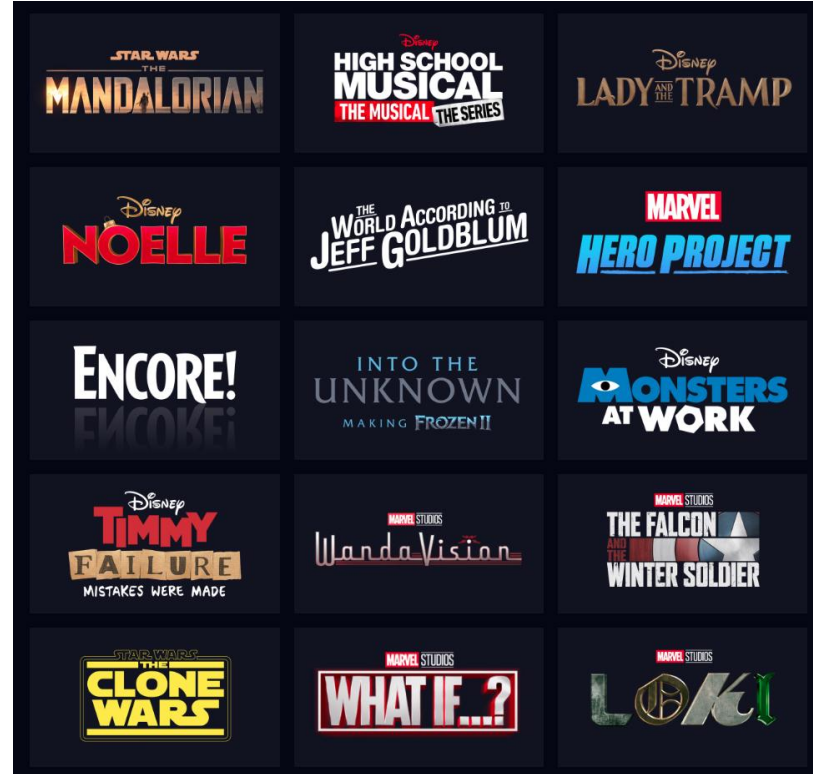 STAR WARS
THE
MANDALORIAN
Disney
HIGH SCHOOL
MUSICAL
THE MUSICAL THE SERIES
Disney
LADY AND THE TRAMP
Disney
NOELLE
THE
WORLD ACCORDING TO
JEFF GOLDBLUM
MARVEL
HERO PROJECT
ENCORE!
INTO THE
UNKNOWN
MAKING FROZEN II
Disney
MONSTERS
AT WORK
Disney
TIMMY
FAILURE
MISTAKES WERE MADE
MARVEL STUDIOS
WandaVision
MARVEL STUDIOS
THE FALCON
AND
THE
WINTER SOLDIER
STAR WARS
THE
CLONE
WARS
MARVEL STUDIOS
WHAT IF...?
MARVEL STUDIOS
LOKI